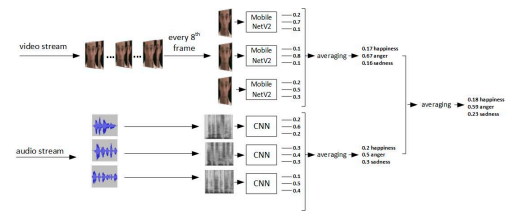 every 8th
frame
video stream
Mobile
NetV2
0.2
0.7
0.1
Mobile
NetV2
0.1
0.8
0.1
Mobile
NetV2
0.2
0.5
0.3
averaging
0.17 happiness
0.67 anger
0.16 sadness
audio stream
CNN
0.2
0.6
0.2
CNN
0.3
0.4
0.3
CNN
0.1
0.5
0.4
averaging
0.2 happiness
0.5 anger
0.3 sadness
averaging
0.18 happiness
0.59 anger
0.23 sadness